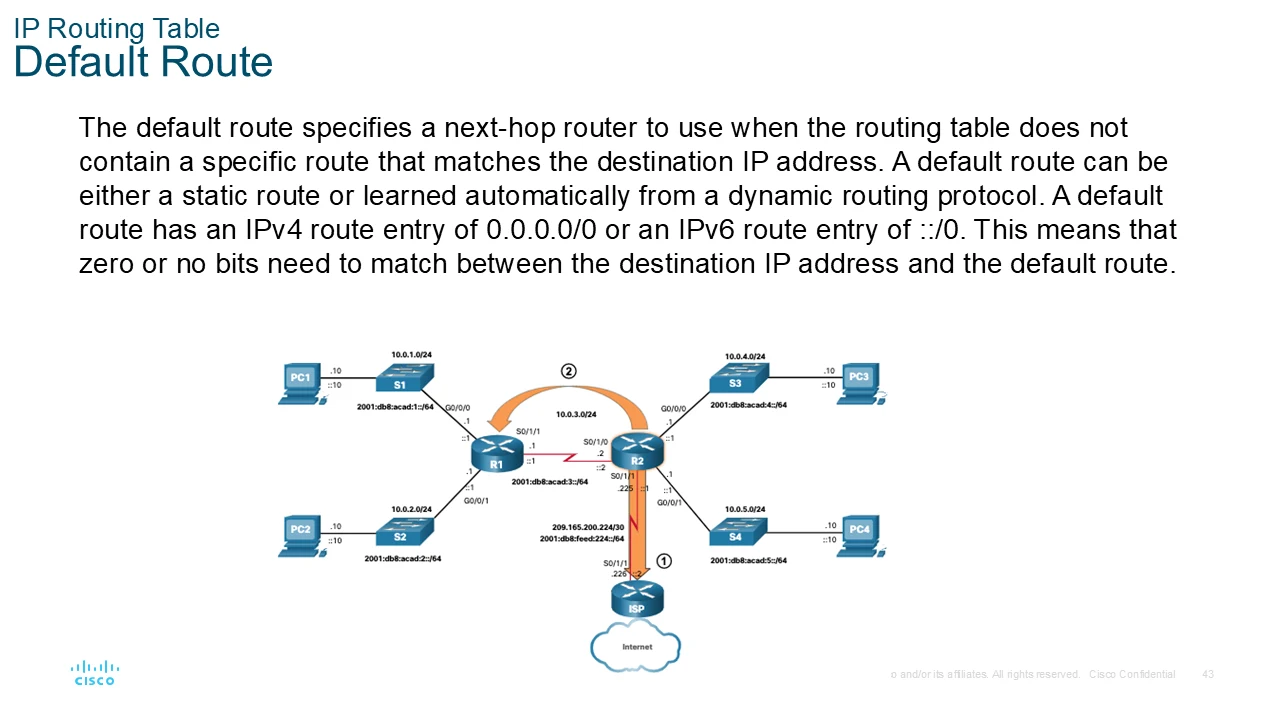 IP Routing Table
Default Route
The default route specifies a next-hop router to use when the routing table does not
contain a specific route that matches the destination IP address. A default route can be
either a static route or learned automatically from a dynamic routing protocol. A default
route has an IPv4 route entry of 0.0.0.0/0 or an IPv6 route entry of ::/0. This means that
zero or no bits need to match between the destination IP address and the default route.
10.0.1.0/24
PC1
.10
::10
S1
2001:db8:acad:1::/64
G0/0/0
.1
::1
2
10.0.3.0/24
10.0.4.0/24
S3
.10
::10
PC3
2001:db8:acad:4::/64
G0/0/0
.1
::1
R1
S0/1/1
.1
::1
S0/1/0
.2
::2
R2
2001:db8:acad:3::/64
.1
::1
G0/0/1
S0/1/1
.225
::1
.1
::1
G0/0/1
10.0.2.0/24
PC2
.10
::10
S2
2001:db8:acad:2::/64
209.165.200.224/30
2001:db8:feed:224::/64
10.0.5.0/24
S4
.10
::10
PC4
2001:db8:acad:5::/64
S0/1/1
.226
::2
1
ISP
Internet
CISCO
o and/or its affiliates. All rights reserved. Cisco Confidential
43